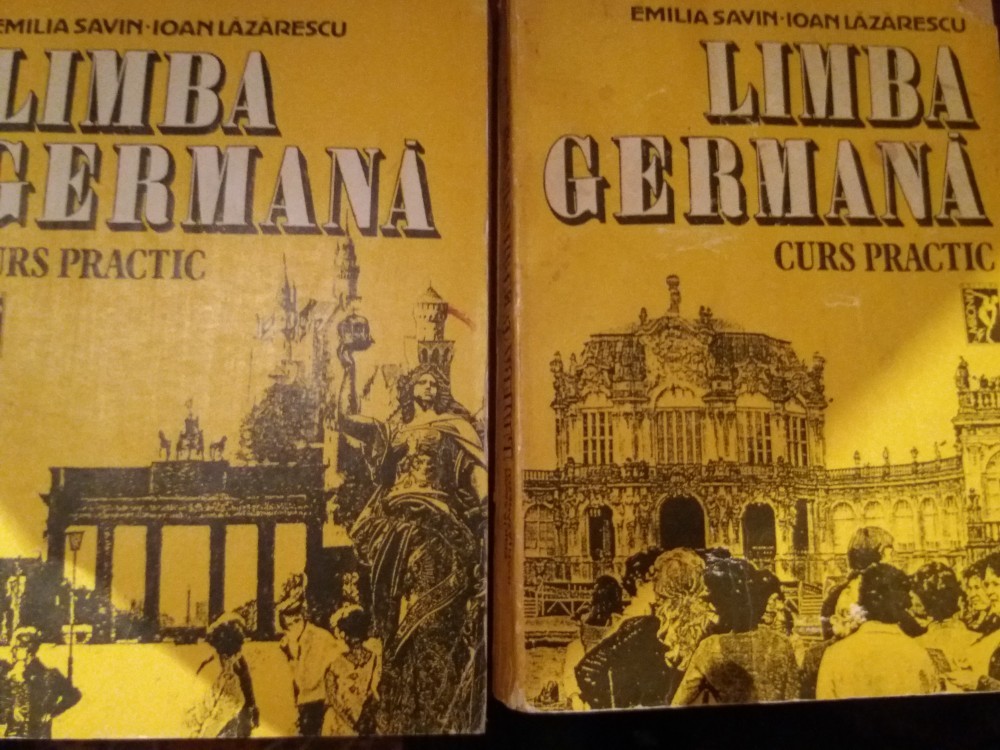 EMILIA SAVIN·IOAN LĂZĂRESCU
LIMBA
GERMANĂ
URS PRACTIC
EMILIA SAVIN·IOAN LĂZĂRESCU
LIMBA
GERMANĂ
CURS PRACTIC